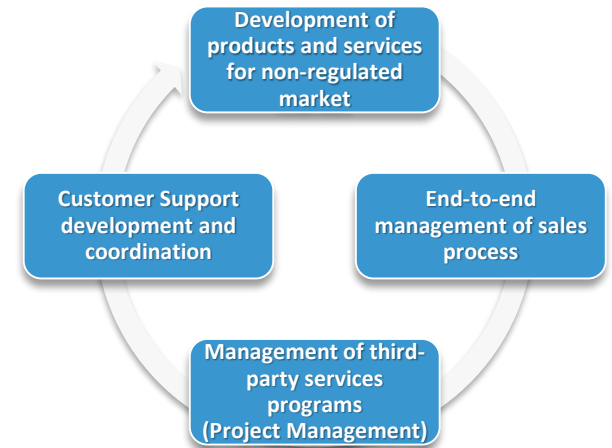 Development of
products and services
for non-regulated
market
Customer Support
development and
coordination
End-to-end
management of sales
process
Management of third-
party services
programs
(Project Management)